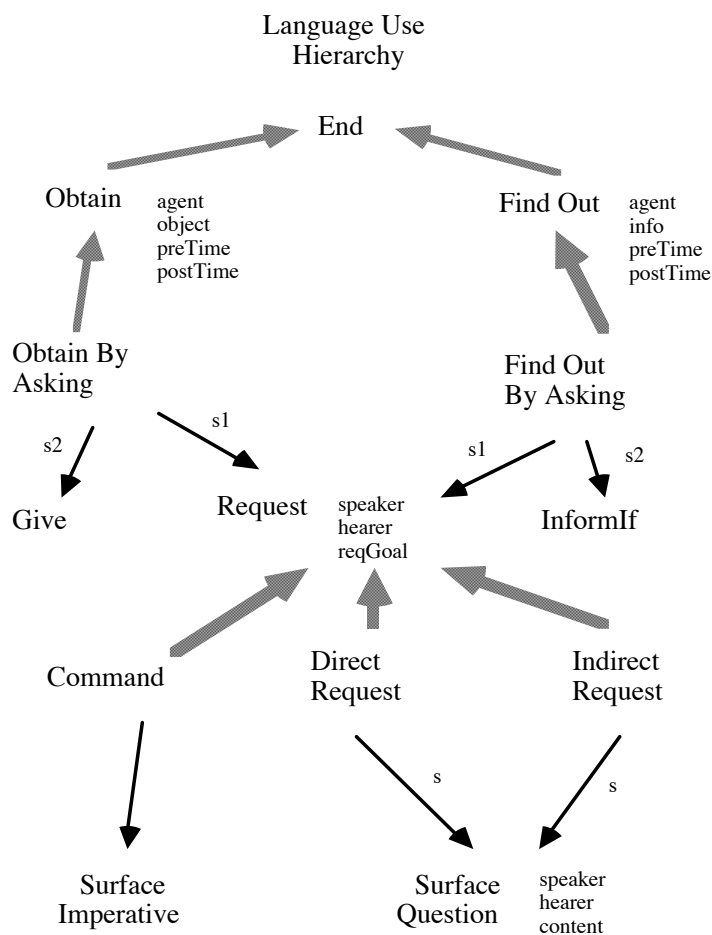 Language Use
Hierarchy
End
Obtain
agent
object
preTime
postTime
Find Out
agent
info
preTime
postTime
Obtain By
Asking
Find Out
By Asking
s2
s1
s1
s2
Give
Request
speaker
hearer
reqGoal
InformIf
Command
Direct
Request
Indirect
Request
s
s
Surface
Imperative
Surface
Question
speaker
hearer
content